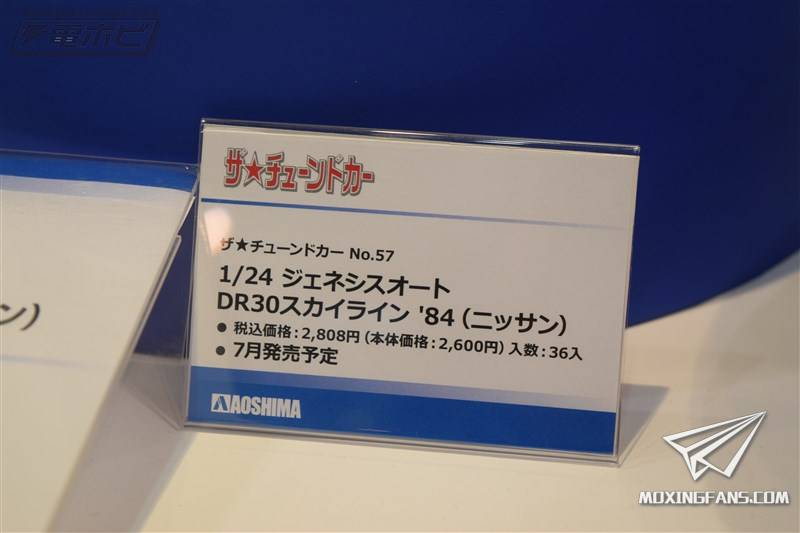 電ホビ
ザ★チューンドカー
ザ★チューンドカー No.57
1/24 ジェネシスオート
DR30スカイライン '84（ニッサン）
● 税込価格：2,808円（本体価格：2,600円）入数：36入
● 7月発売予定
AOSHIMA
ン）
MOXINGFANS.COM